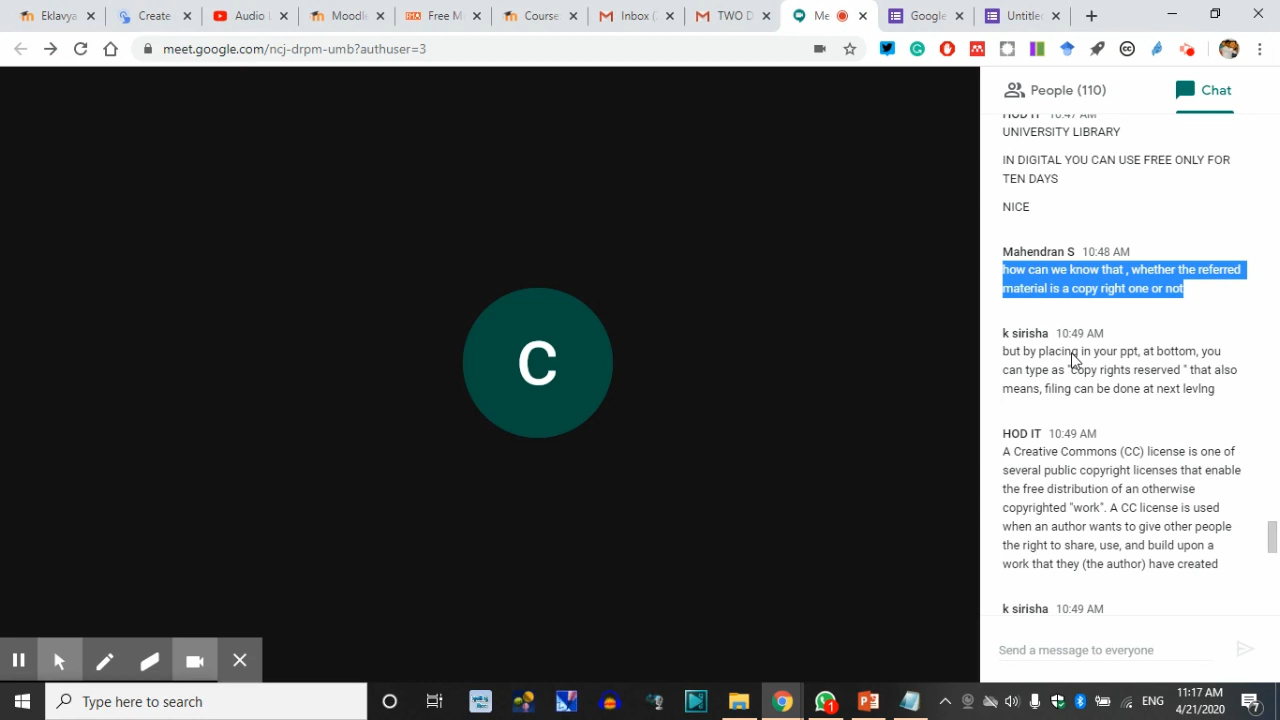 Eklavya
Create
Audio L
Moodl
Free M
Course
Inbox (
TWO D
Me
Google
Untitle
meet.google.com/ncj-drpm-umb?authuser=3
People (110)
Chat
HOD IT 10:47 AM
UNIVERSITY LIBRARY
IN DIGITAL YOU CAN USE FREE ONLY FOR
TEN DAYS
NICE
Mahendran S 10:48 AM
how can we know that , whether the referred
material is a copy right one or not
k sirisha 10:49 AM
but by placing in your ppt, at bottom, you
can type as "copy rights reserved " that also
means, filing can be done at next levlng
HOD IT 10:49 AM
A Creative Commons (CC) license is one of
several public copyright licenses that enable
the free distribution of an otherwise
copyrighted "work". A CC license is used
when an author wants to give other people
the right to share, use, and build upon a
work that they (the author) have created
k sirisha 10:49 AM
C
Send a message to everyone
Type here to search
1
ENG
11:17 AM
4/21/2020
7